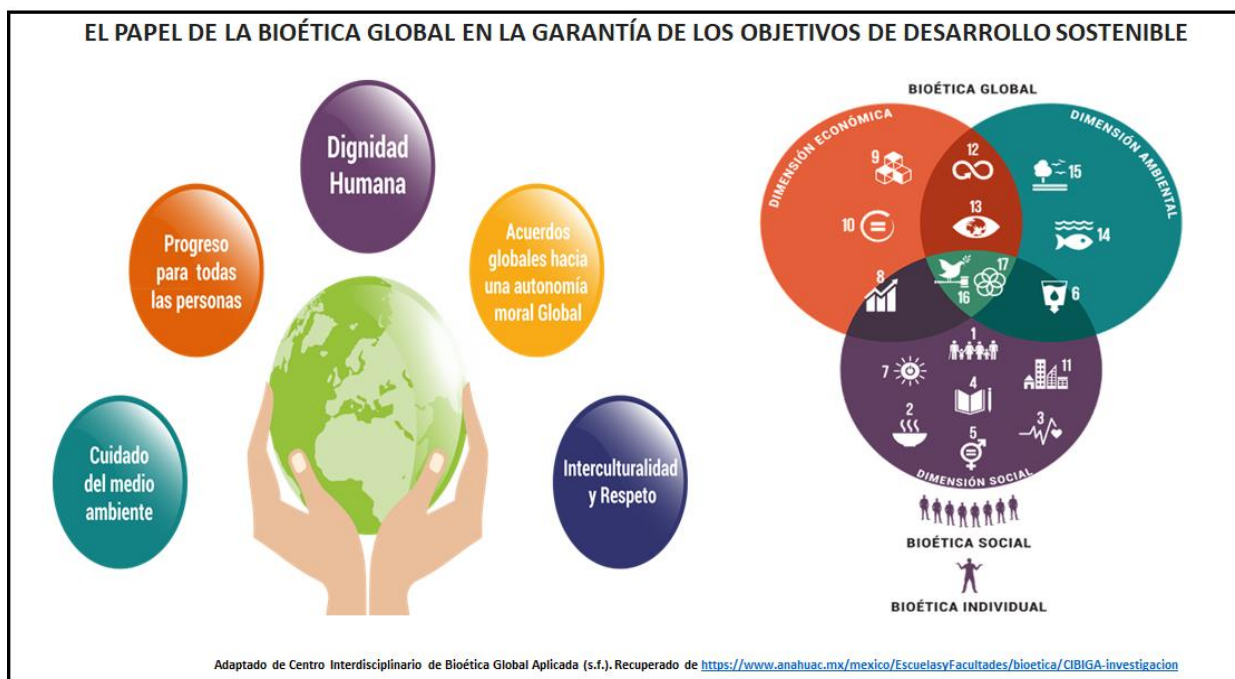 EL PAPEL DE LA BIOÉTICA GLOBAL EN LA GARANTÍA DE LOS OBJETIVOS DE DESARROLLO SOSTENIBLE
Dignidad
Humana
Progreso
para todas
las personas
Acuerdos
globales hacia
una autonomía
moral Global
Cuidado
del medio
ambiente
Interculturalidad
y Respeto
BIOÉTICA GLOBAL
DIMENSIÓN ECONÓMICA
DIMENSIÓN AMBIENTAL
9
12
15
10
13
14
8
17
16
6
1
7
11
4
2
3
5
DIMENSIÓN SOCIAL
BIOÉTICA SOCIAL
BIOÉTICA INDIVIDUAL
Adaptado de Centro Interdisciplinario de Bioética Global Aplicada (s.f.). Recuperado de https://www.anahuac.mx/mexico/EscuelasyFacultades/bioetica/CIBIGA-investigacion